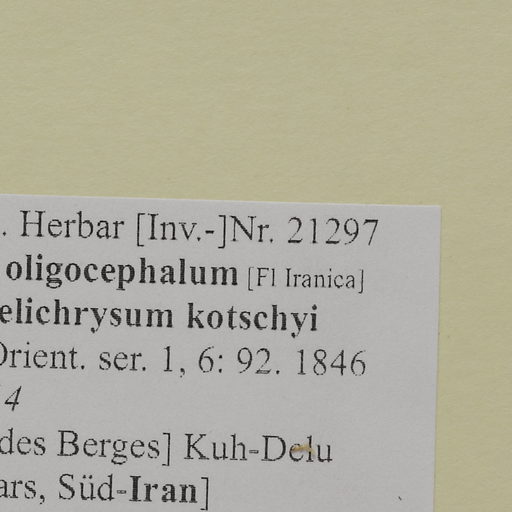 . Herbar [Inv.-]Nr. 21297
oligocephalum [Fl Iranica]
elichrysum kotschyi
Orient. ser. 1, 6: 92. 1846
4
des Berges] Kuh-Delu
ars, Süd-Iran]